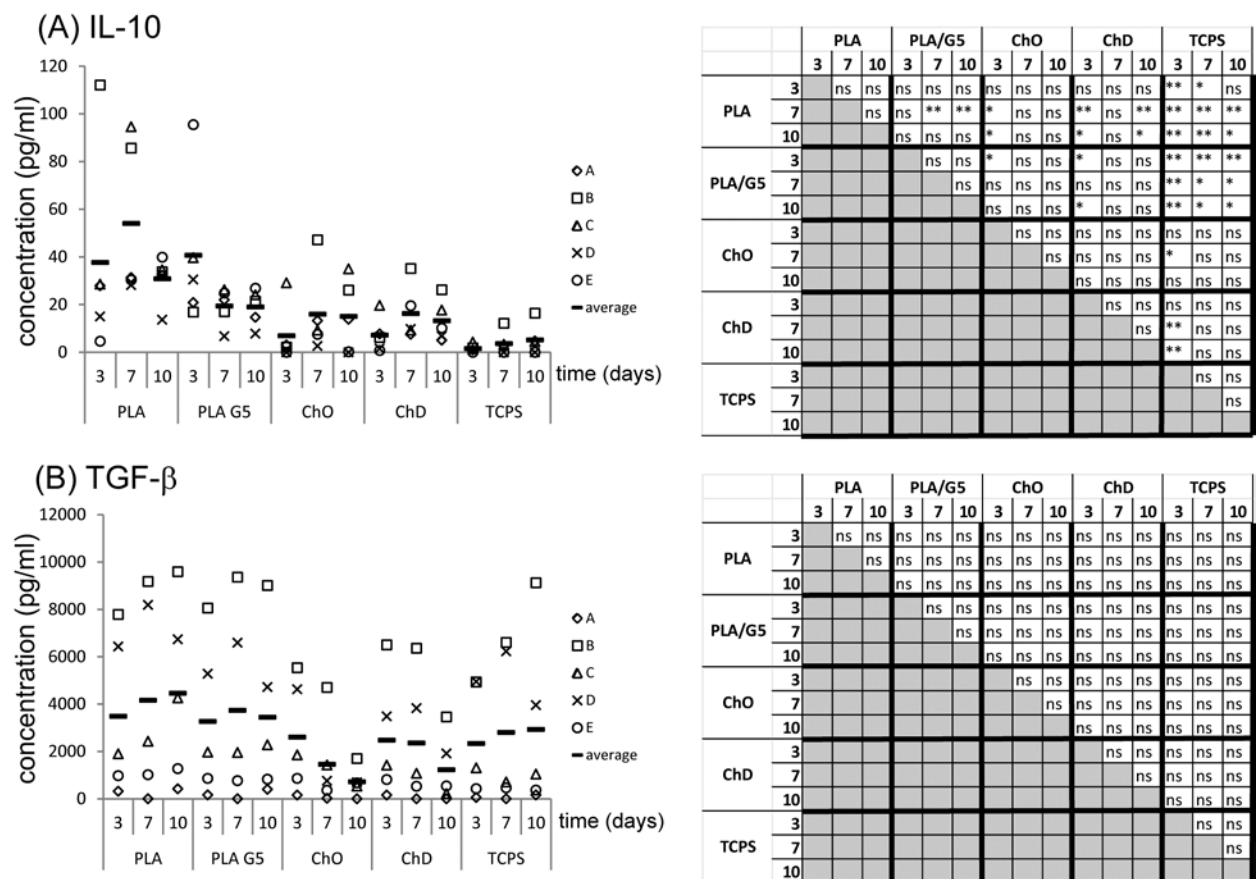 (A) IL-10
concentration (pg/ml)
120
100
80
60
40
20
0
3 7 10 3 7 10 3 7 10 3 7 10 3 7 10 time (days)
PLA PLA G5 ChO ChD TCPS
A
B
C
D
E
average
PLA PLA/G5 ChO ChD TCPS
3 7 10 3 7 10 3 7 10 3 7 10 3 7 10
3 ns ns ns ns ns ns ns ns ns ns ns ** * ns
PLA 7 ns ns ** ** * ns ns ** ns ** ** ** **
10 ns ns ns * ns ns * ns * ** ** *
3 ns ns * ns ns * ns ns ** ** **
PLA/G5 7 ns ns ns ns ns ns ns ** * *
10 ns ns ns * ns ns ** * *
3 ns ns ns ns ns ns ns ns
ChO 7 ns ns ns ns * ns ns
10 ns ns ns ns ns ns
3 ns ns ns ns ns
ChD 7 ns ** ns ns
10 ** ns ns
3 ns ns
TCPS 7 ns
10
(B) TGF-β
concentration (pg/ml)
12000
10000
8000
6000
4000
2000
0
3 7 10 3 7 10 3 7 10 3 7 10 3 7 10 time (days)
PLA PLA G5 ChO ChD TCPS
A
B
C
D
E
average
PLA PLA/G5 ChO ChD TCPS
3 7 10 3 7 10 3 7 10 3 7 10 3 7 10
3 ns ns ns ns ns ns ns ns ns ns ns ns ns ns
PLA 7 ns ns ns ns ns ns ns ns ns ns ns ns ns
10 ns ns ns ns ns ns ns ns ns ns ns ns
3 ns ns ns ns ns ns ns ns ns ns ns
PLA/G5 7 ns ns ns ns ns ns ns ns ns ns
10 ns ns ns ns ns ns ns ns ns
3 ns ns ns ns ns ns ns ns
ChO 7 ns ns ns ns ns ns ns
10 ns ns ns ns ns ns
3 ns ns ns ns ns
ChD 7 ns ns ns ns
10 ns ns ns
3 ns ns
TCPS 7 ns
10